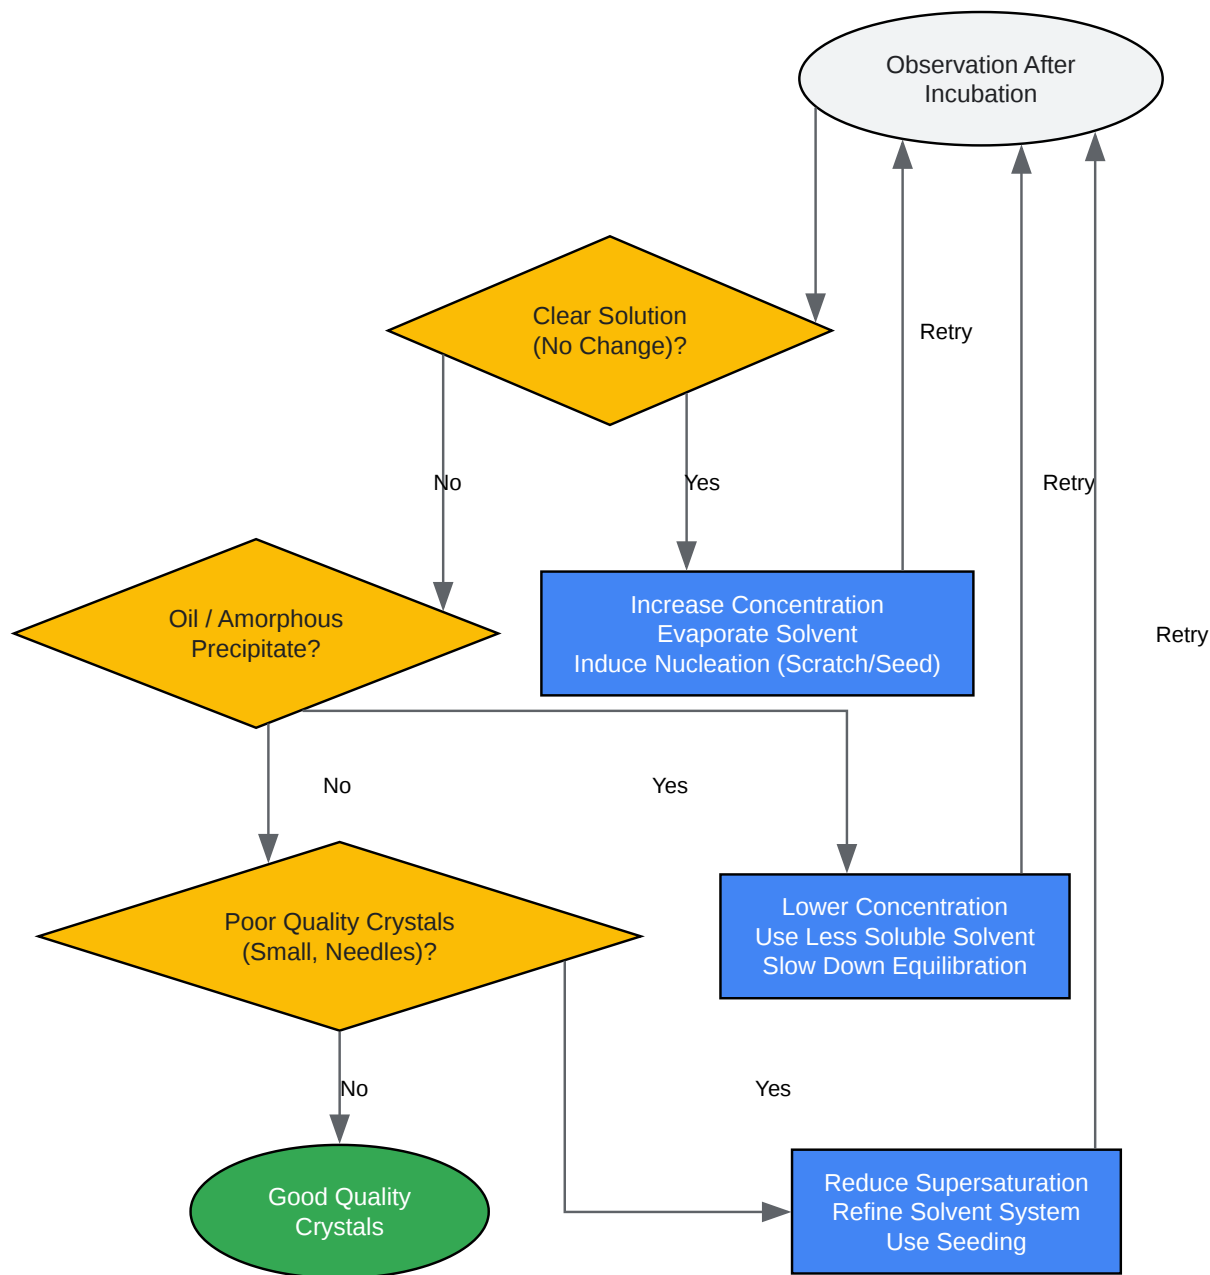 Observation After
Incubation
Clear Solution
(No Change)?
Retry
No
Yes
Retry
Oil / Amorphous
Precipitate?
Increase Concentration
Evaporate Solvent
Induce Nucleation (Scratch/Seed)
Retry
No
Yes
Poor Quality Crystals
(Small, Needles)?
Lower Concentration
Use Less Soluble Solvent
Slow Down Equilibration
No
Yes
Good Quality
Crystals
Reduce Supersaturation
Refine Solvent System
Use Seeding